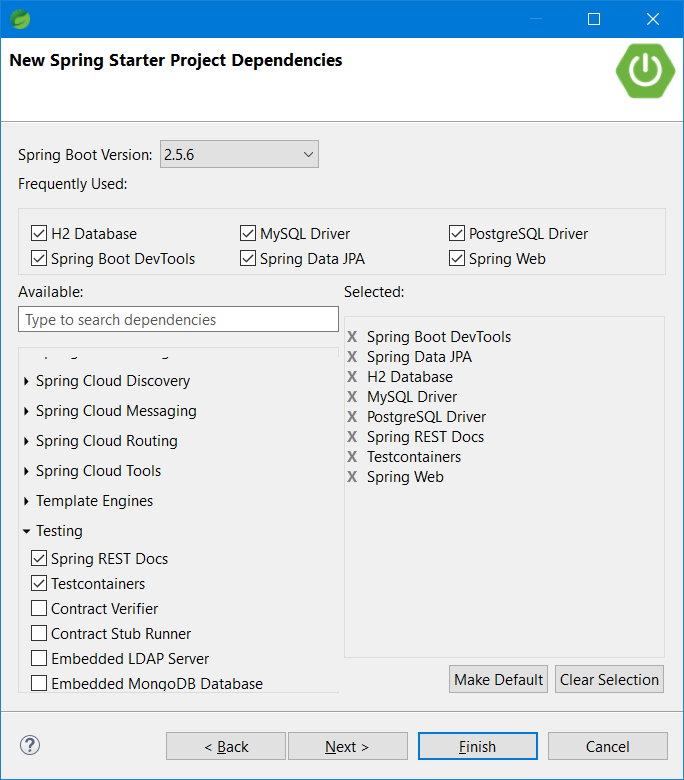 New Spring Starter Project Dependencies
Spring Boot Version: 2.5.6
Frequently Used:
H2 Database MySQL Driver PostgreSQL Driver
Spring Boot DevTools Spring Data JPA Spring Web
Available:
Type to search dependencies
Spring Cloud Discovery
Spring Cloud Messaging
Spring Cloud Routing
Spring Cloud Tools
Template Engines
Testing
Spring REST Docs
Testcontainers
Contract Verifier
Contract Stub Runner
Embedded LDAP Server
Embedded MongoDB Database
Selected:
X Spring Boot DevTools
X Spring Data JPA
X H2 Database
X MySQL Driver
X PostgreSQL Driver
X Spring REST Docs
X Testcontainers
X Spring Web
Make Default Clear Selection
? < Back Next > Finish Cancel